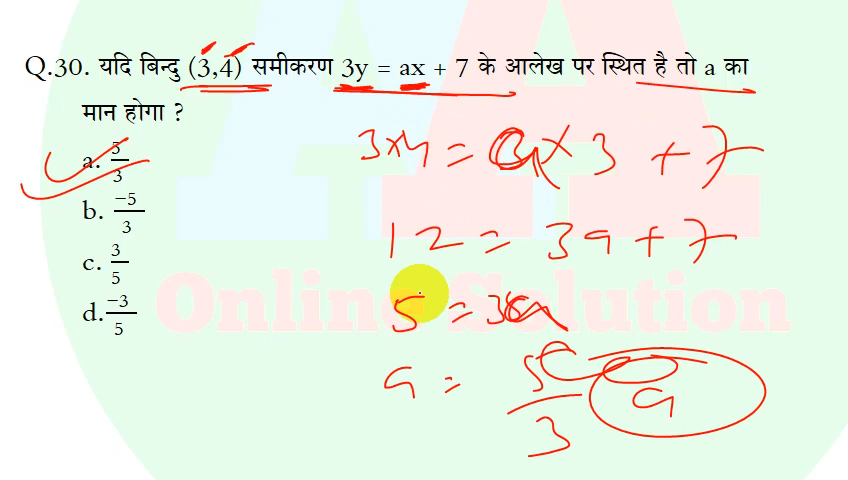 Q.30. यदि बिन्दु (3,4) समीकरण 3y = ax + 7 के आलेख पर स्थित है तो a का
मान होगा ?
a. 5/3
b. -5/3
c. 3/5
d. -3/5
3×4 = a×3 + 7
12 = 3a + 7
5 = 3a
a = 5/3
a
Online Solution